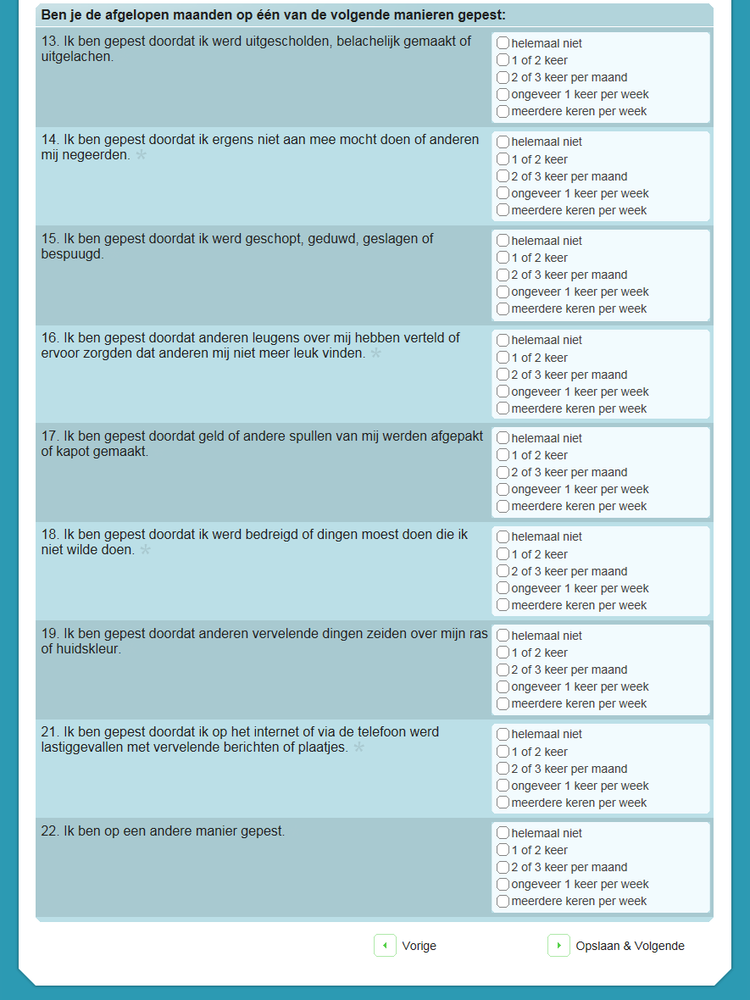 Ben je de afgelopen maanden op één van de volgende manieren gepest:
13. Ik ben gepest doordat ik werd uitgescholden, belachelijk gemaakt of
uitgelachen.
helemaal niet
1 of 2 keer
2 of 3 keer per maand
ongeveer 1 keer per week
meerdere keren per week
14. Ik ben gepest doordat ik ergens niet aan mee mocht doen of anderen
mij negeerden. *
helemaal niet
1 of 2 keer
2 of 3 keer per maand
ongeveer 1 keer per week
meerdere keren per week
15. Ik ben gepest doordat ik werd geschopt, geduwd, geslagen of
bespuugd.
helemaal niet
1 of 2 keer
2 of 3 keer per maand
ongeveer 1 keer per week
meerdere keren per week
16. Ik ben gepest doordat anderen leugens over mij hebben verteld of
ervoor zorgden dat anderen mij niet meer leuk vinden. *
helemaal niet
1 of 2 keer
2 of 3 keer per maand
ongeveer 1 keer per week
meerdere keren per week
17. Ik ben gepest doordat geld of andere spullen van mij werden afgepakt
of kapot gemaakt.
helemaal niet
1 of 2 keer
2 of 3 keer per maand
ongeveer 1 keer per week
meerdere keren per week
18. Ik ben gepest doordat ik werd bedreigd of dingen moest doen die ik
niet wilde doen. *
helemaal niet
1 of 2 keer
2 of 3 keer per maand
ongeveer 1 keer per week
meerdere keren per week
19. Ik ben gepest doordat anderen vervelende dingen zeiden over mijn ras
of huidskleur.
helemaal niet
1 of 2 keer
2 of 3 keer per maand
ongeveer 1 keer per week
meerdere keren per week
21. Ik ben gepest doordat ik op het internet of via de telefoon werd
lastiggevallen met vervelende berichten of plaatjes. *
helemaal niet
1 of 2 keer
2 of 3 keer per maand
ongeveer 1 keer per week
meerdere keren per week
22. Ik ben op een andere manier gepest.
helemaal niet
1 of 2 keer
2 of 3 keer per maand
ongeveer 1 keer per week
meerdere keren per week
Vorige
Opslaan & Volgende